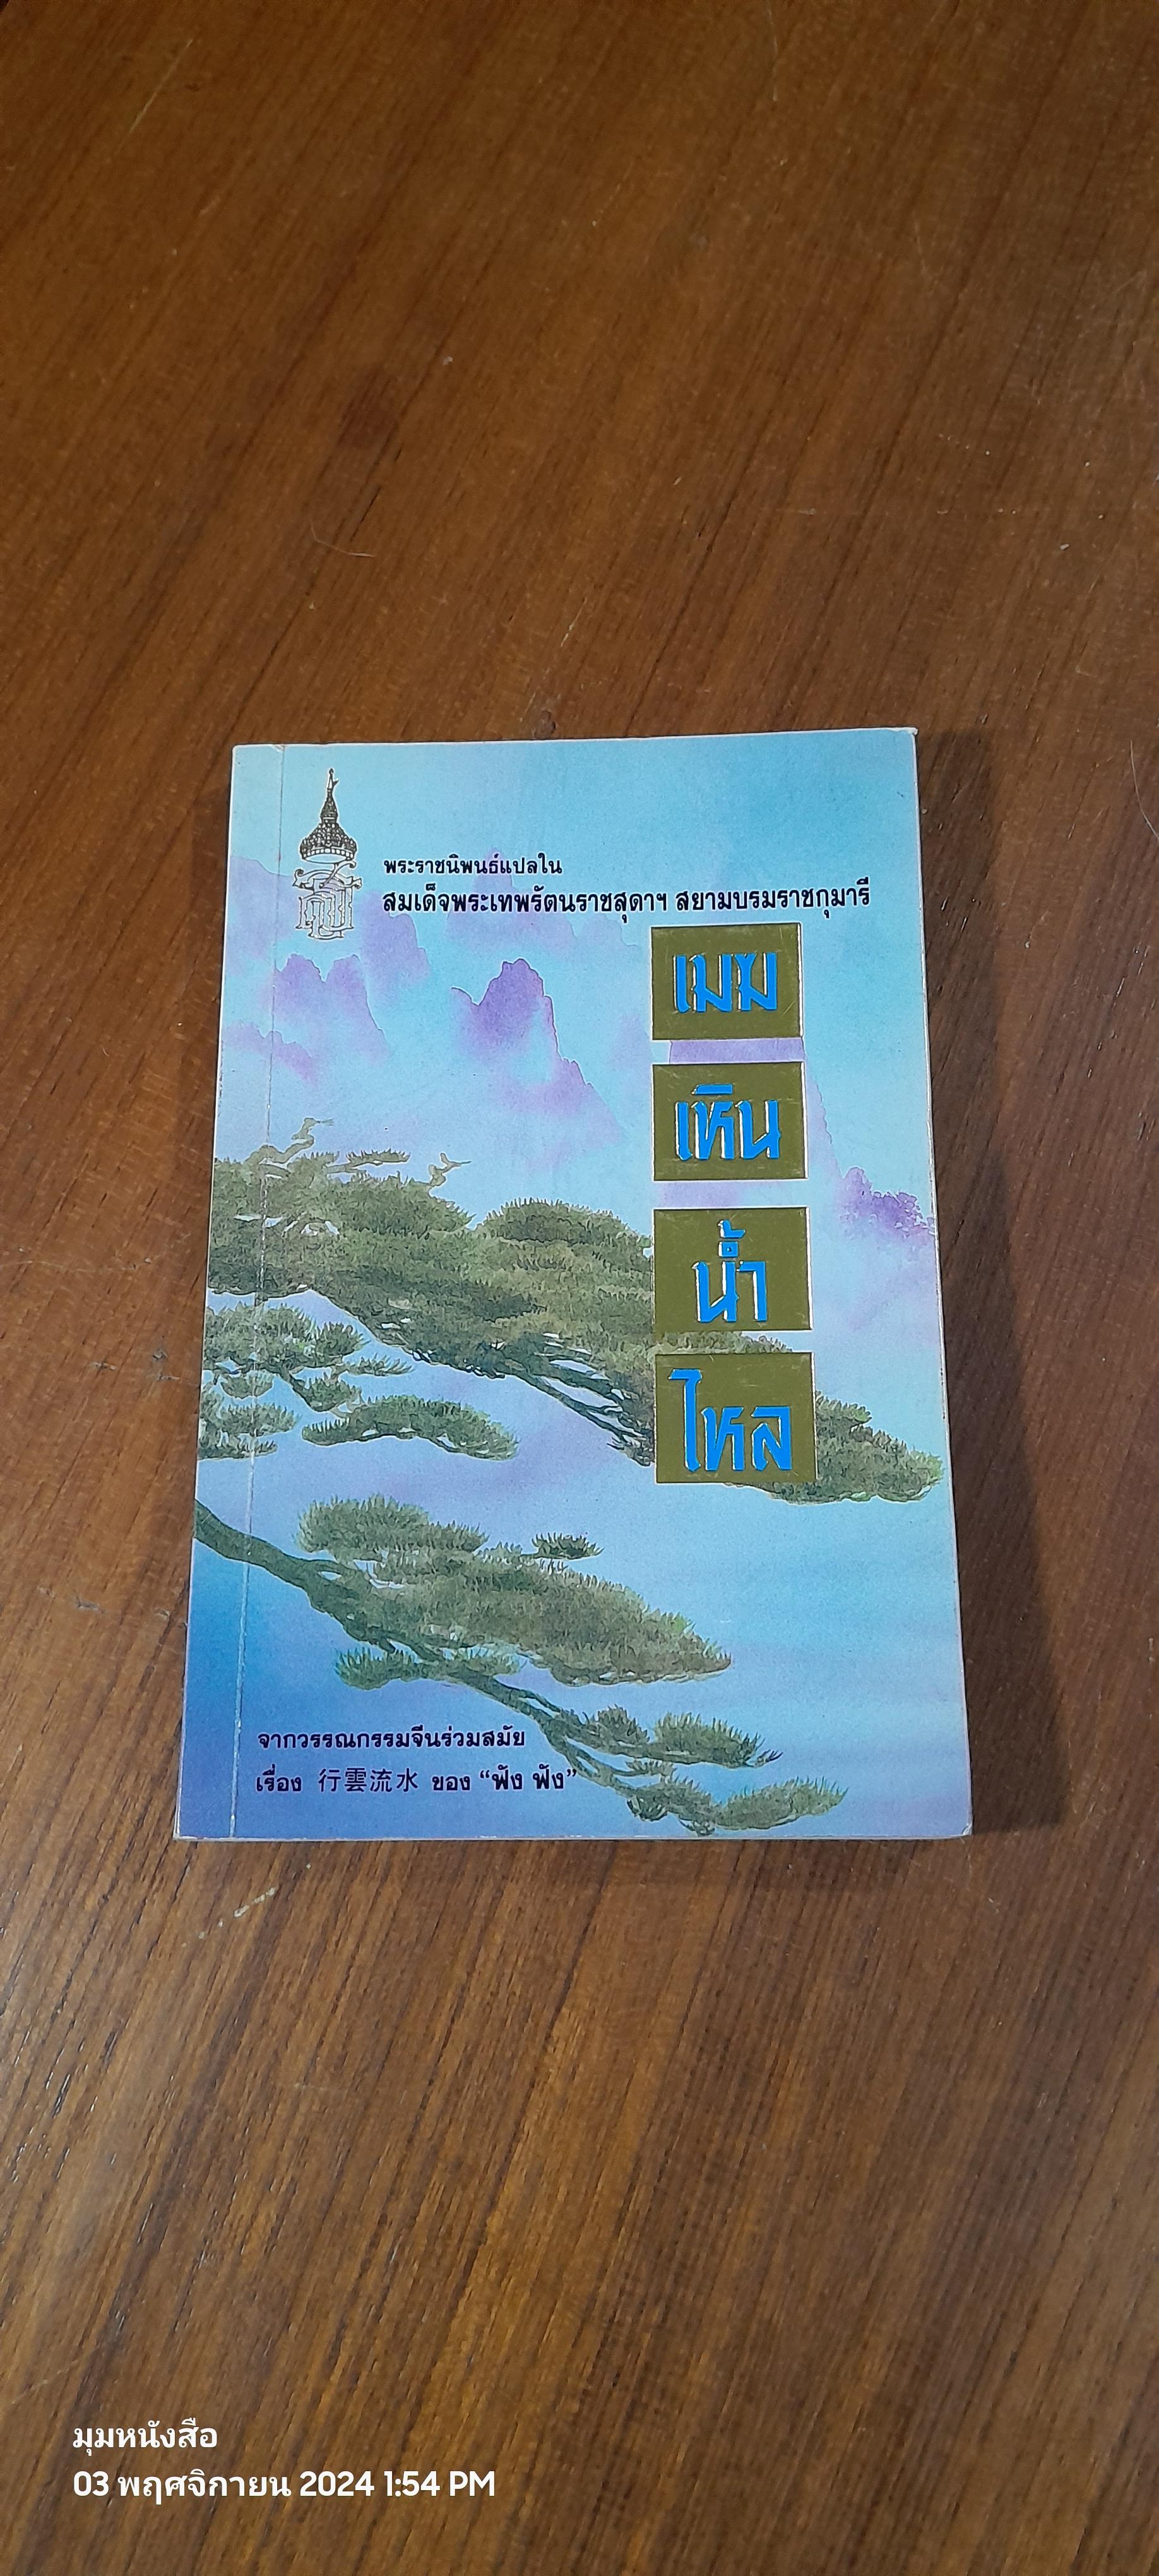 พระราชนิพนธ์แปลใน
สมเด็จพระเทพรัตนราชสุดาฯ สยามบรมราชกุมารี
เมฆ
เหิน
น้ำ
ไหล
จากวรรณกรรมจีนร่วมสมัย
เรื่อง 行雲流水 ของ “ฟัง ฟัง”
มุมหนังสือ
03 พฤศจิกายน 2024 1:54 PM